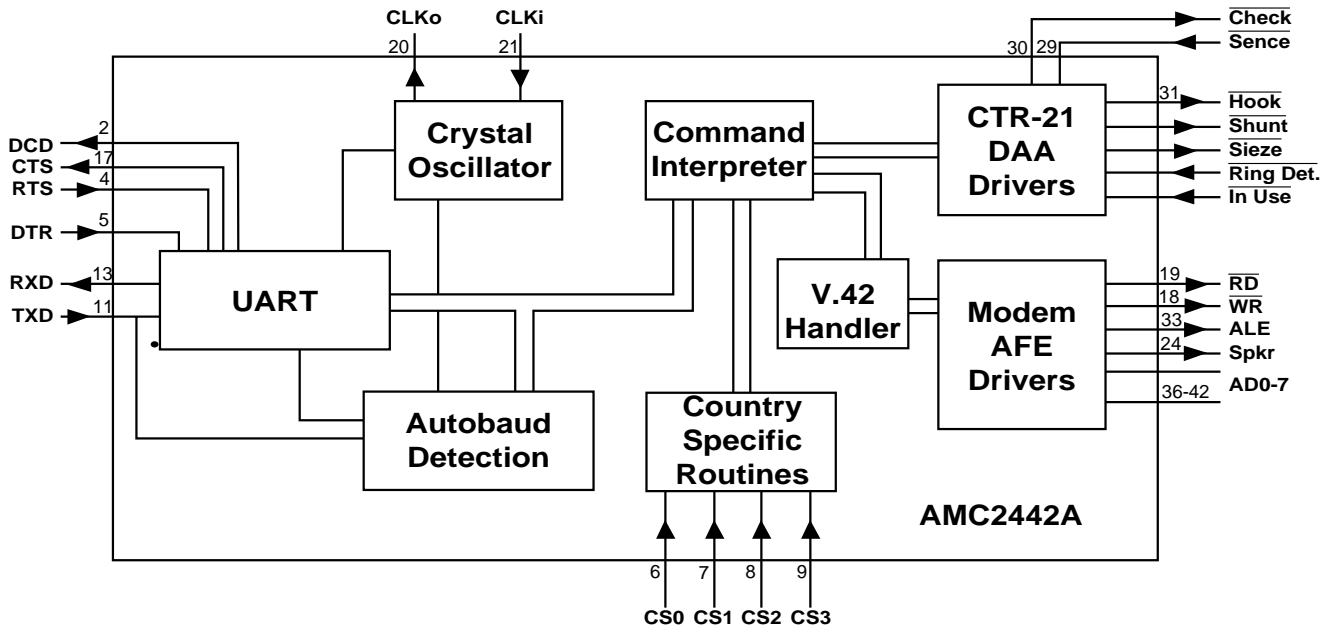 CLKo
CLKi
20
21
30
29
Check
Sence
31
Hook
Shunt
Sieze
Ring Det.
In Use
2
DCD
17
CTS
4
RTS
5
DTR
13
RXD
11
TXD
Crystal
Oscillator
Command
Interpreter
CTR-21
DAA
Drivers
UART
V.42
Handler
Modem
AFE
Drivers
19
RD
18
WR
33
ALE
24
Spkr
36-42
AD0-7
Autobaud
Detection
Country
Specific
Routines
AMC2442A
6
7
8
9
CS0
CS1
CS2
CS3